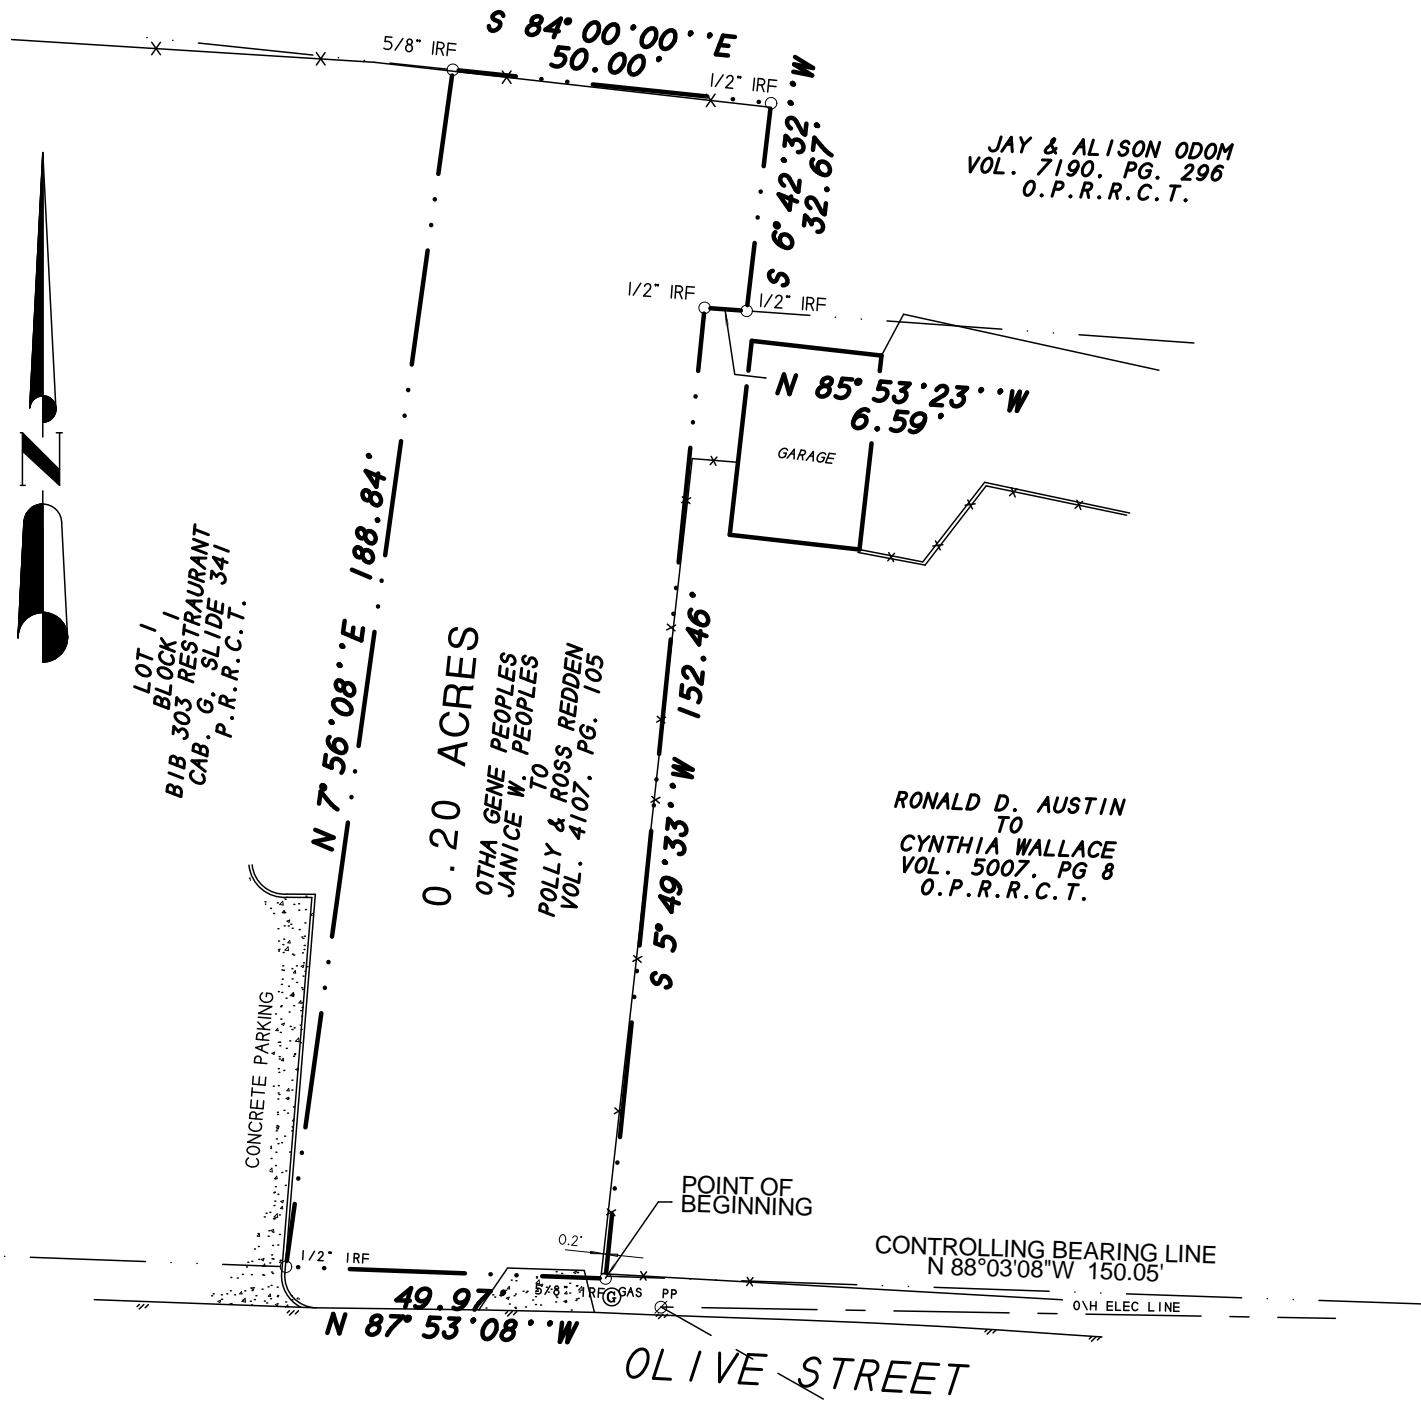 S 84°00'00''E
50.00'
5/8" IRF
1/2" IRF
S 6°42'32''W
32.67'
JAY & ALISON ODOM
VOL. 7190. PG. 296
O.P.R.R.C.T.
1/2" IRF
1/2" IRF
N 85°53'23''W
6.59'
GARAGE
N
LOT 1
BLOCK 1
BIB 303 RESTRAURANT
CAB. G. SLIDE 341
P.R.R.C.T.
N 7°56'08''E 188.84'
0.20 ACRES
OTHA GENE PEOPLES
JANICE W. PEOPLES
TO
POLLY & ROSS REDDEN
VOL. 4107. PG. 105
S 5°49'33''W 152.46'
RONALD D. AUSTIN
TO
CYNTHIA WALLACE
VOL. 5007. PG 8
O.P.R.R.C.T.
CONCRETE PARKING
POINT OF
BEGINNING
0.2'
CONTROLLING BEARING LINE
N 88°03'08"W 150.05'
1/2" IRF
5/8" IRF
G
GAS
PP
O\H ELEC LINE
49.97'
N 87°53'08''W
OLIVE STREET